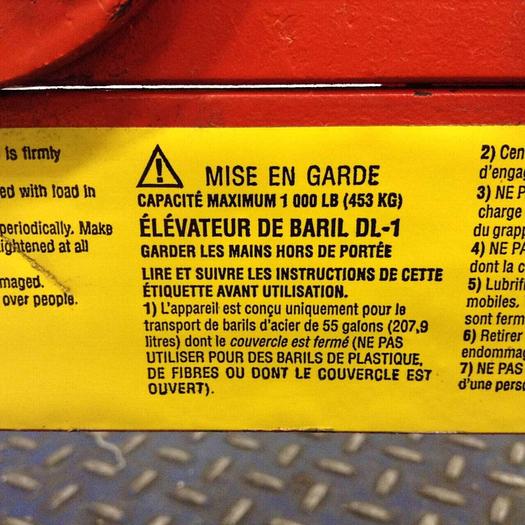 is firmly
ed with load in
periodically. Make
ightened at all
maged.
over people.
MISE EN GARDE
CAPACITÉ MAXIMUM 1 000 LB (453 KG)
ÉLÉVATEUR DE BARIL DL-1
GARDER LES MAINS HORS DE PORTÉE
LIRE ET SUIVRE LES INSTRUCTIONS DE CETTE
ÉTIQUETTE AVANT UTILISATION.
1) L'appareil est conçu uniquement pour le
transport de barils d'acier de 55 gallons (207,9
litres) dont le couvercle est fermé (NE PAS
UTILISER POUR DES BARILS DE PLASTIQUE,
DE FIBRES OU DONT LE COUVERCLE EST
OUVERT).
2) Cen
d'engag
3) NE P
charge
du grapp
4) NE PA
dont la c
5) Lubrifi
mobiles.
sont ferm
6) Retirer
endommag
7) NE PAS
d'une perso